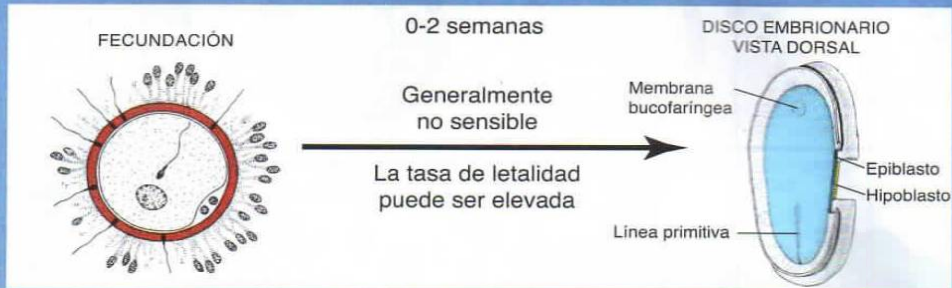 FECUNDACIÓN
0-2 semanas
Generalmente
no sensible
La tasa de letalidad
puede ser elevada
DISCO EMBRIONARIO
VISTA DORSAL
Membrana
bucofaríngea
Epiblasto
Hipoblasto
Línea primitiva